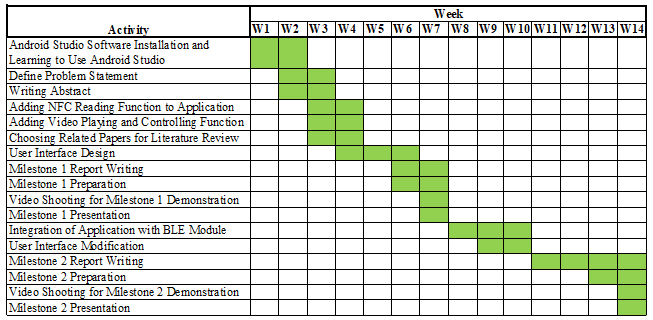 Week
Activity W1 W2 W3 W4 W5 W6 W7 W8 W9 W10 W11 W12 W13 W14
Android Studio Software Installation and
Learning to Use Android Studio
Define Problem Statement
Writing Abstract
Adding NFC Reading Function to Application
Adding Video Playing and Controlling Function
Choosing Related Papers for Literature Review
User Interface Design
Milestone 1 Report Writing
Milestone 1 Preparation
Video Shooting for Milestone 1 Demonstration
Milestone 1 Presentation
Integration of Application with BLE Module
User Interface Modification
Milestone 2 Report Writing
Milestone 2 Preparation
Video Shooting for Milestone 2 Demonstration
Milestone 2 Presentation